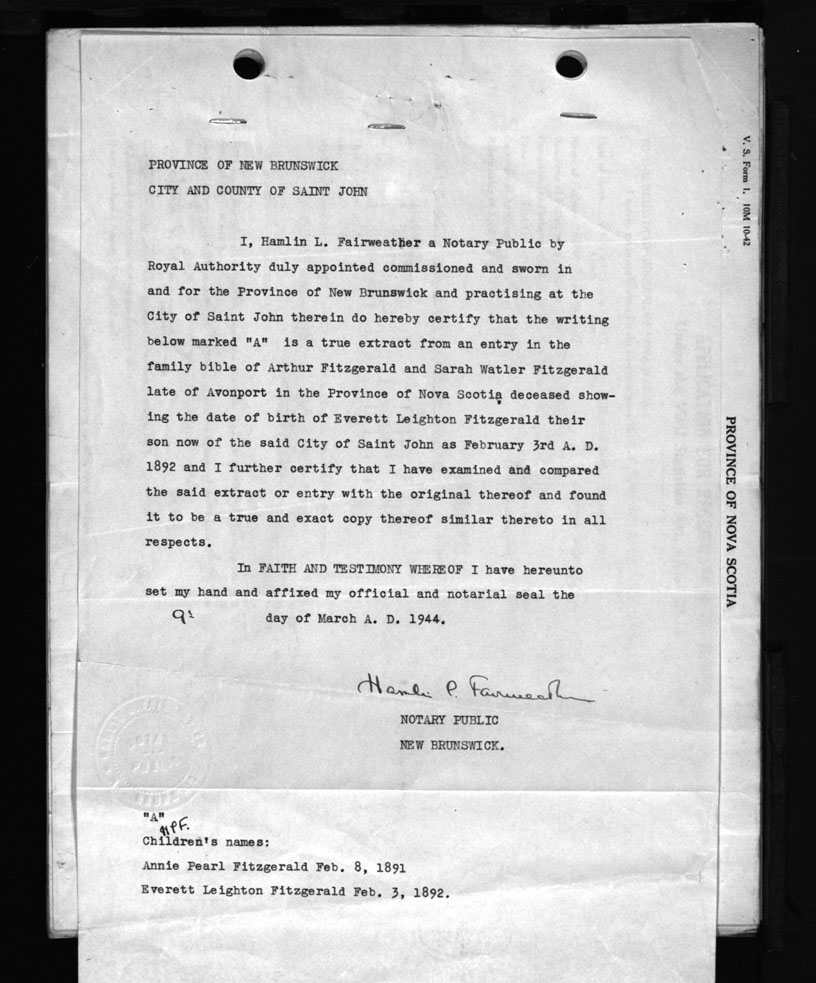 PROVINCE OF NEW BRUNSWICK
CITY AND COUNTY OF SAINT JOHN
I, Hamlin L. Fairweather a Notary Public by
Royal Authority duly appointed commissioned and sworn in
and for the Province of New Brunswick and practising at the
City of Saint John therein do hereby certify that the writing
below marked "A" is a true extract from an entry in the
family bible of Arthur Fitzgerald and Sarah Watler Fitzgerald
late of Avonport in the Province of Nova Scotia deceased show-
ing the date of birth of Everett Leighton Fitzgerald their
son now of the said City of Saint John as February 3rd A. D.
1892 and I further certify that I have examined and compared
the said extract or entry with the original thereof and found
it to be a true and exact copy thereof similar thereto in all
respects.
In FAITH AND TESTIMONY WHEREOF I have hereunto
set my hand and affixed my official and notarial seal the
9 day of March A. D. 1944.
Hamlin P. Fairweather
NOTARY PUBLIC
NEW BRUNSWICK.
"A"
HPF.
Children's names:
Annie Pearl Fitzgerald Feb. 8, 1891
Everett Leighton Fitzgerald Feb. 3, 1892.
V. S. Form 1. 10M 10-42
PROVINCE OF NOVA SCOTIA